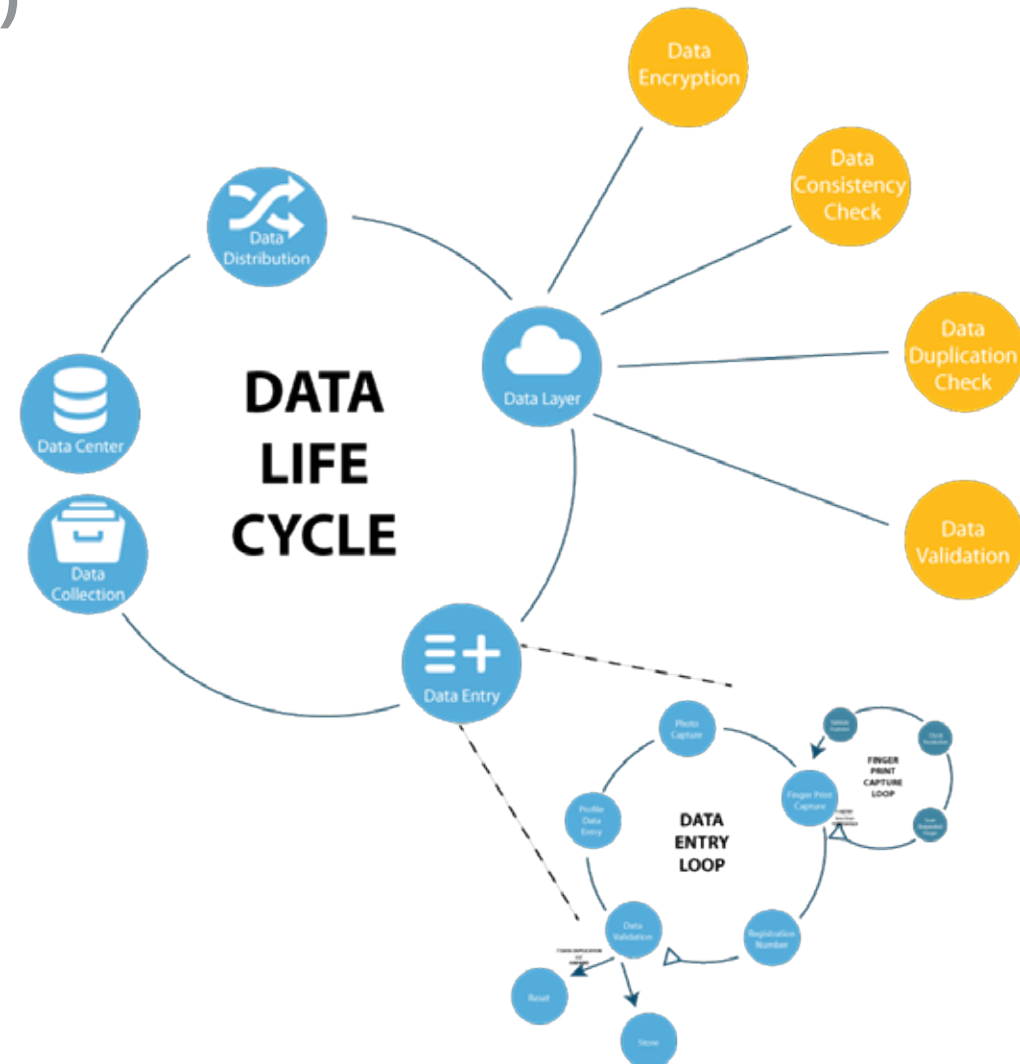 )
Data
Encryption
Data
Consistency
Check
Data
Distribution
Data
Duplication
Check
Data Layer
DATA
LIFE
CYCLE
Data Center
Data
Collection
Data
Validation
Data Entry
Photo
Capture
FINGER
PRINT
CAPTURE
LOOP
Finger Print
Capture
Profile
Data
Entry
DATA
ENTRY
LOOP
Data
Validation
Registration
Number
Reset
Store